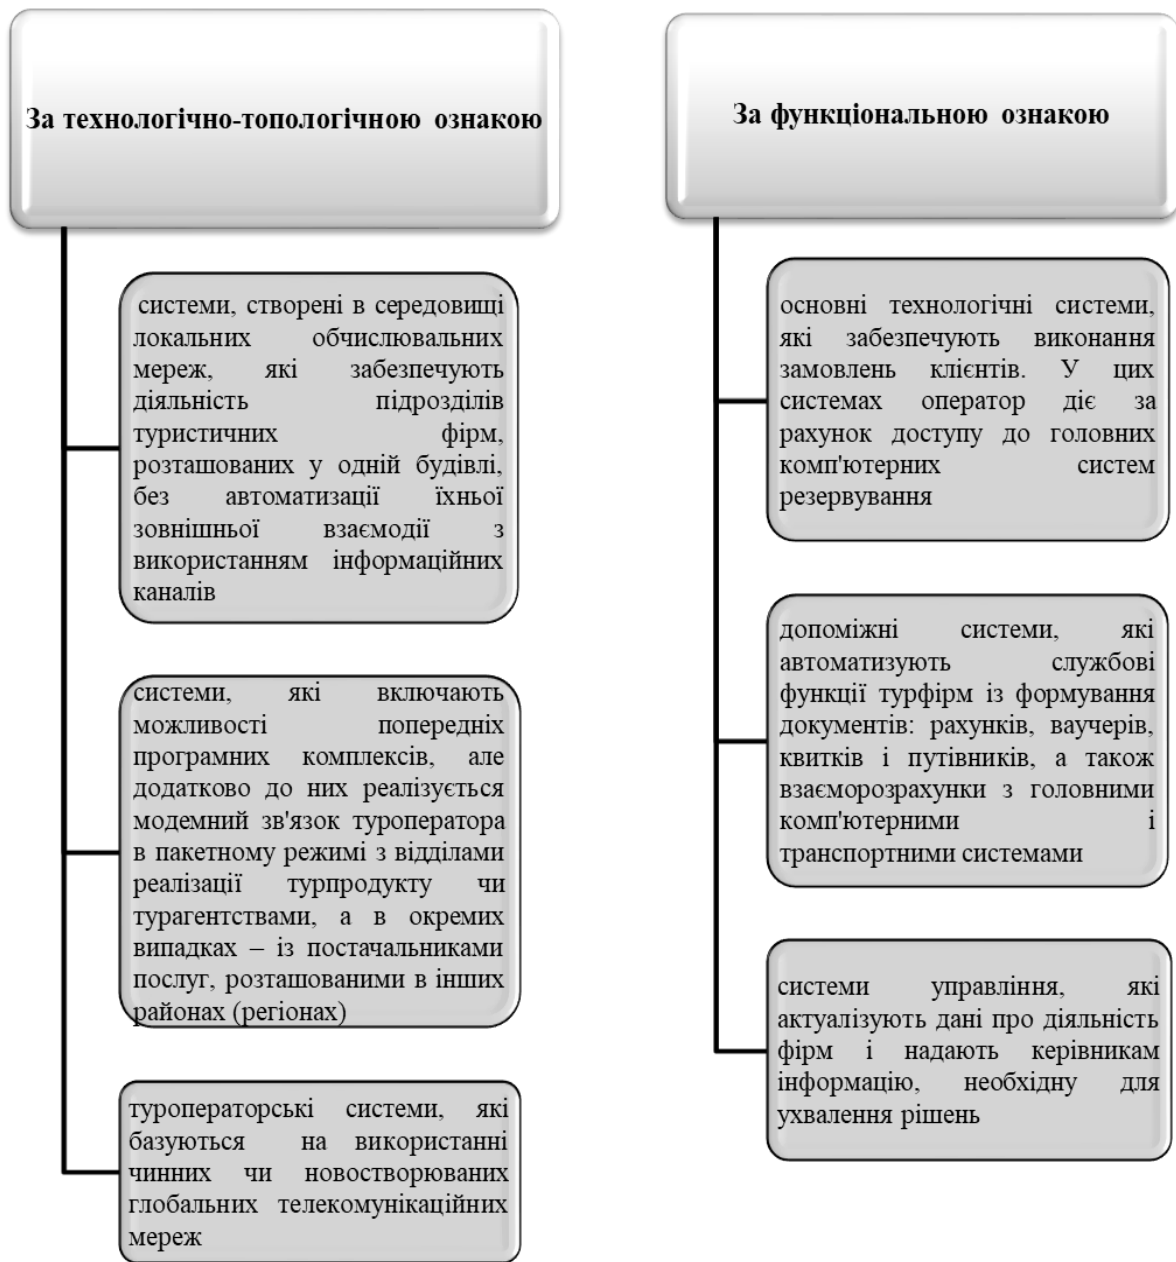 За технологічно-топологічною ознакою
системи, створені в середовищі
локальних обчислювальних
мереж, які забезпечують
діяльність підрозділів
туристичних фірм,
розташованих у одній будівлі,
без автоматизації їхньої
зовнішньої взаємодії з
використанням інформаційних
каналів
системи, які включають
можливості попередніх
програмних комплексів, але
додатково до них реалізується
модемний зв'язок туроператора
в пакетному режимі з відділами
реалізації турпродукту чи
турагентствами, а в окремих
випадках – із постачальниками
послуг, розташованими в інших
районах (регіонах)
туроператорські системи, які
базуються на використанні
чинних чи новостворюваних
глобальних телекомунікаційних
мереж
За функціональною ознакою
основні технологічні системи,
які забезпечують виконання
замовлень клієнтів. У цих
системах оператор діє за
рахунок доступу до головних
комп'ютерних систем
резервування
допоміжні системи, які
автоматизують службові
функції турфірм із формування
документів: рахунків, ваучерів,
квитків і путівників, а також
взаєморозрахунки з головними
комп'ютерними і
транспортними системами
системи управління, які
актуалізують дані про діяльність
фірм і надають керівникам
інформацію, необхідну для
ухвалення рішень